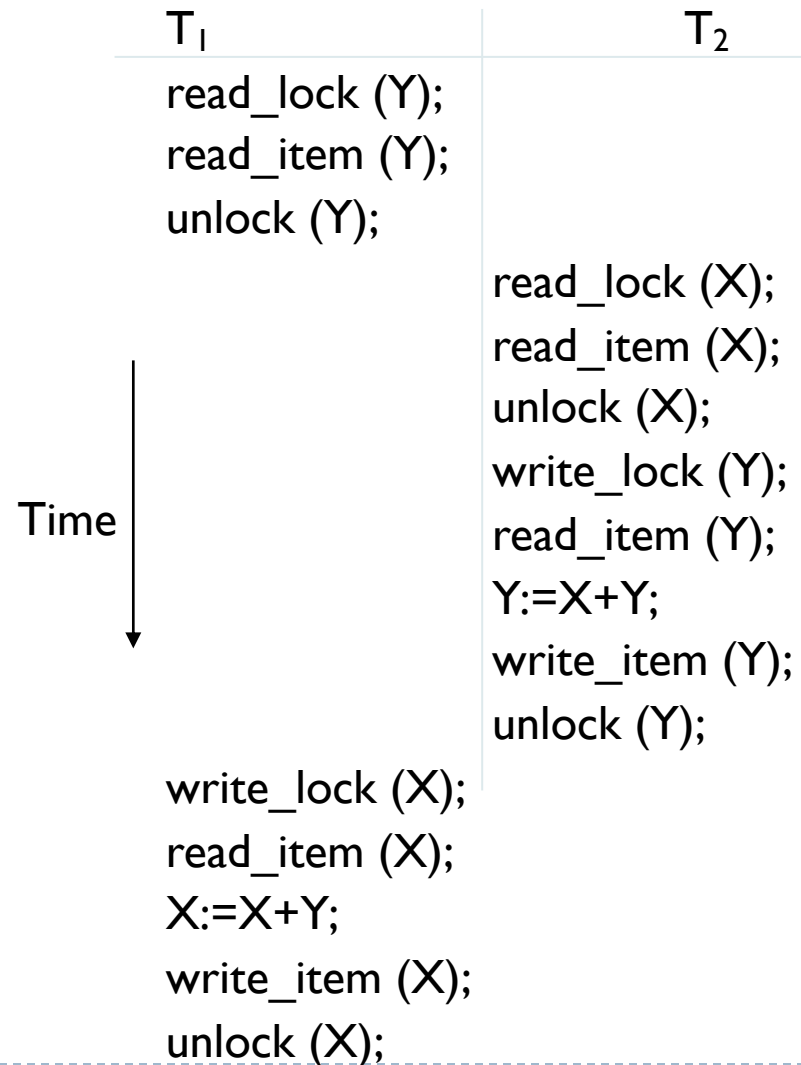 T₁ T₂
read_lock (Y);
read_item (Y);
unlock (Y);
read_lock (X);
read_item (X);
unlock (X);
write_lock (Y);
Time
read_item (Y);
Y:=X+Y;
write_item (Y);
unlock (Y);
write_lock (X);
read_item (X);
X:=X+Y;
write_item (X);
unlock (X);